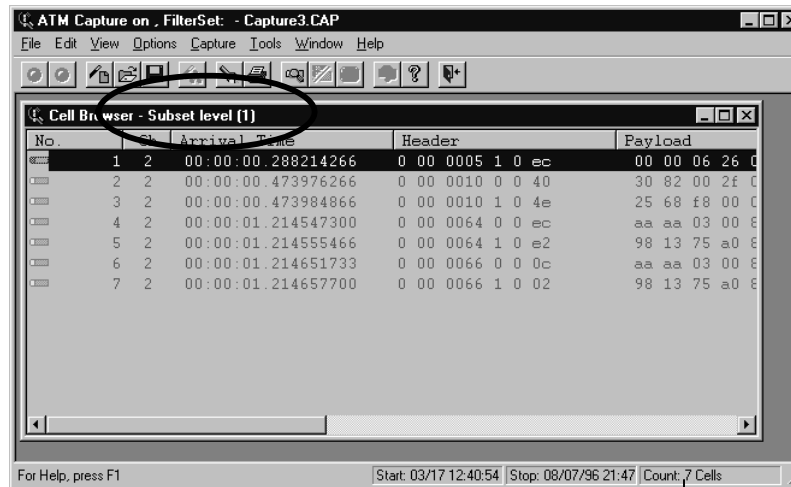 ATM Capture on , FilterSet: - Capture3.CAP
File Edit View Options Capture Tools Window Help
Cell Browser - Subset level (1)
No. Ch Arrival Time Header Payload
1 2 00:00:00.288214266 0 00 0005 1 0 ec 00 00 06 26
2 2 00:00:00.473976266 0 00 0010 0 0 40 30 82 00 2f
3 2 00:00:00.473984866 0 00 0010 1 0 4e 25 68 f8 00
4 2 00:00:01.214547300 0 00 0064 0 0 ec aa aa 03 00
5 2 00:00:01.214555466 0 00 0064 1 0 e2 98 13 75 a0
6 2 00:00:01.214651733 0 00 0066 0 0 0c aa aa 03 00
7 2 00:00:01.214657700 0 00 0066 1 0 02 98 13 75 a0
For Help, press F1 Start: 03/17 12:40:54 Stop: 08/07/96 21:47 Count: 7 Cells